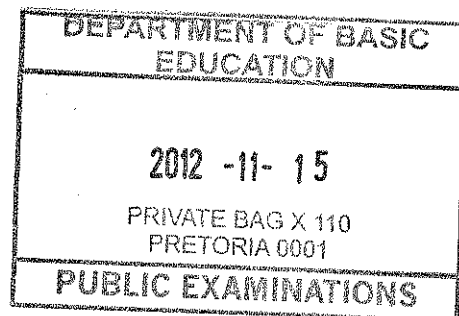 DEPARTMENT OF BASIC
EDUCATION
2012 -11- 15
PRIVATE BAG X 110
PRETORIA 0001
PUBLIC EXAMINATIONS